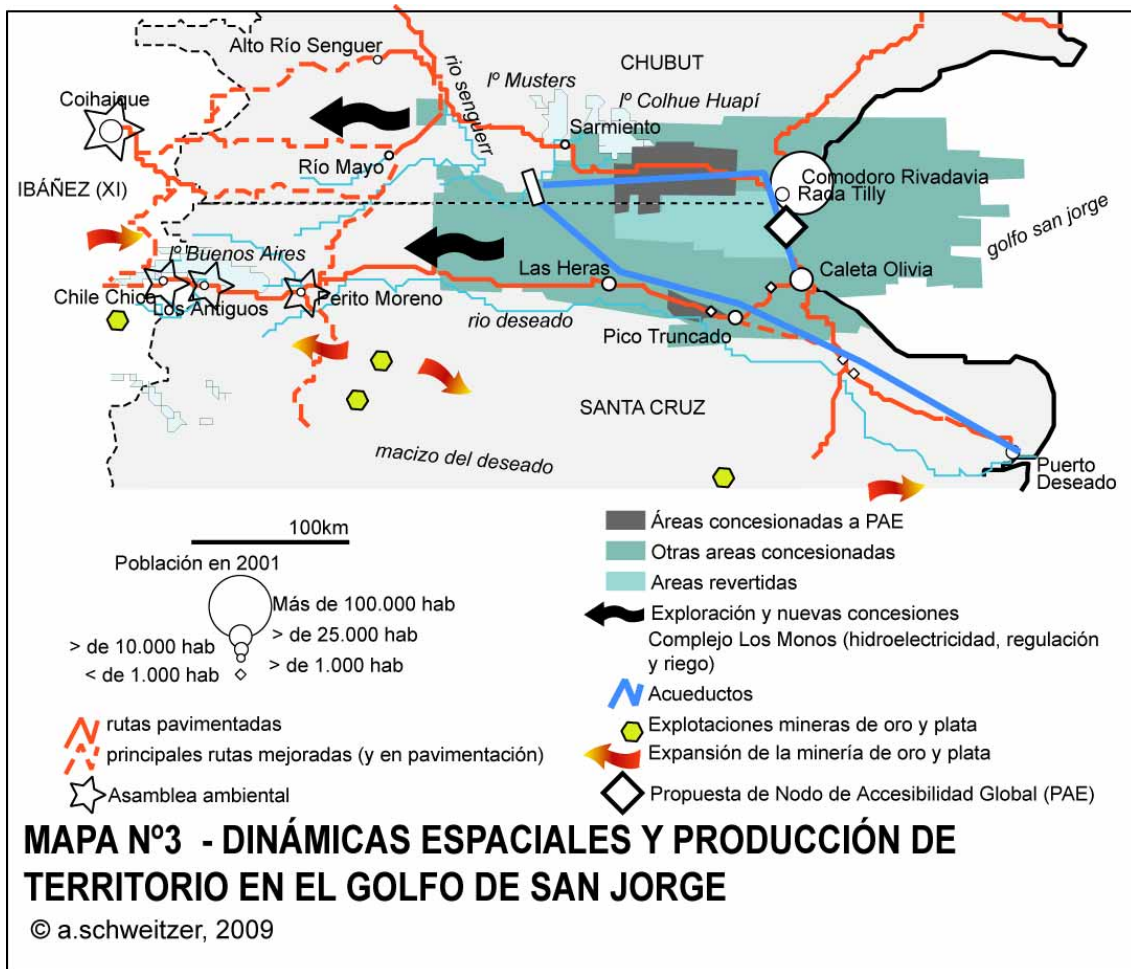 Alto Río Senguer
CHUBUT
rio senguerr
lº Musters
lº Colhue Huapí
Coihaique
Sarmiento
Río Mayo
IBÁÑEZ (XI)
Comodoro Rivadavia
Rada Tilly
golfo san jorge
lº Buenos Aires
Las Heras
Caleta Olivia
Chile Chico
Los Antiguos
Perito Moreno
rio deseado
Pico Truncado
SANTA CRUZ
macizo del deseado
Puerto
Deseado
100km
Población en 2001
Más de 100.000 hab
> de 25.000 hab
> de 10.000 hab
> de 1.000 hab
< de 1.000 hab
rutas pavimentadas
principales rutas mejoradas (y en pavimentación)
Asamblea ambiental
Áreas concesionadas a PAE
Otras areas concesionadas
Areas revertidas
Exploración y nuevas concesiones
Complejo Los Monos (hidroelectricidad, regulación
y riego)
Acueductos
Explotaciones mineras de oro y plata
Expansión de la minería de oro y plata
Propuesta de Nodo de Accesibilidad Global (PAE)
MAPA Nº3 - DINÁMICAS ESPACIALES Y PRODUCCIÓN DE
TERRITORIO EN EL GOLFO DE SAN JORGE
© a.schweitzer, 2009